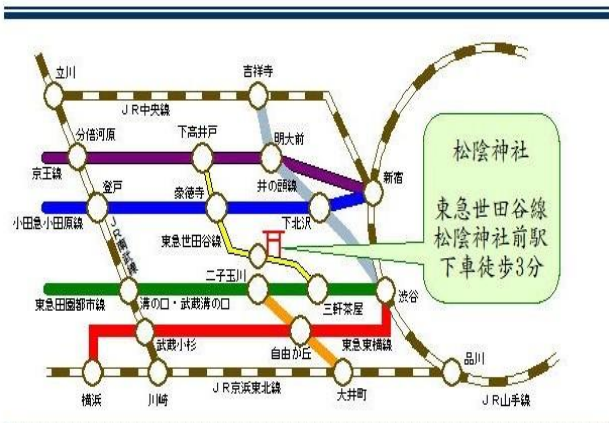 立川
吉祥寺
JR中央線
分倍河原
下高井戸
明大前
京王線
井の頭線
新宿
登戸
豪徳寺
小田急小田原線
下北沢
JR南武線
東急世田谷線
二子玉川
東急田園都市線
溝の口・武蔵溝の口
三軒茶屋
渋谷
武蔵小杉
自由が丘
東急東横線
品川
横浜
川崎
JR京浜東北線
大井町
JR山手線
松陰神社
東急世田谷線
松陰神社前駅
下車徒歩3分